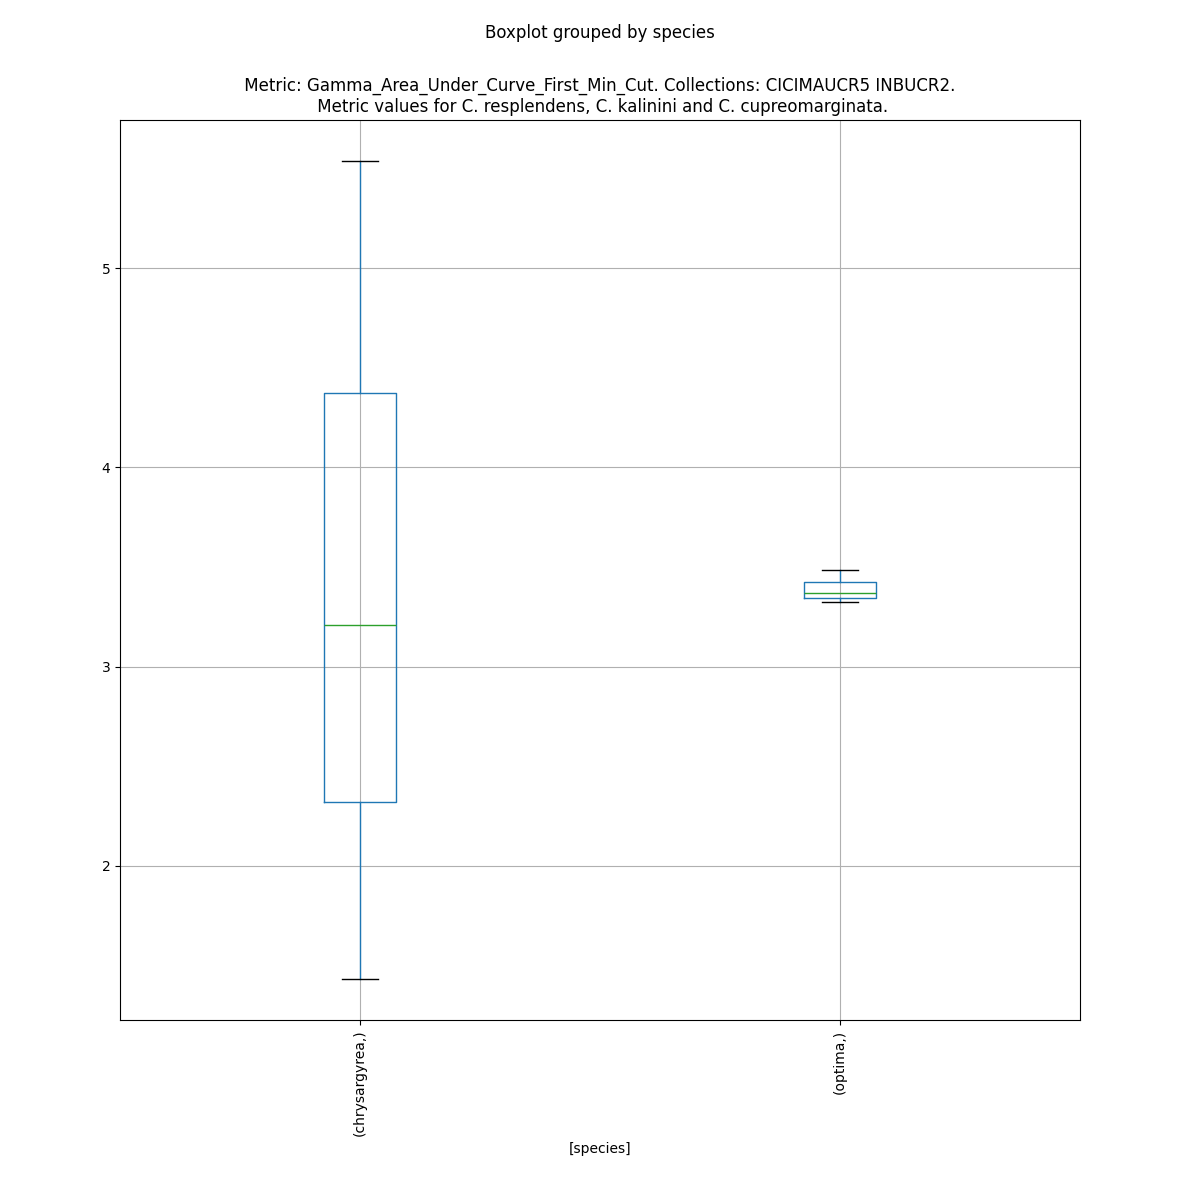 Boxplot grouped by species
Metric: Gamma_Area_Under_Curve_First_Min_Cut. Collections: CICIMAUCR5 INBUCR2.
Metric values for C. resplendens, C. kalinini and C. cupreomarginata.
5
4
3
2
(chrysargyrea,)
(optima,)
[species]